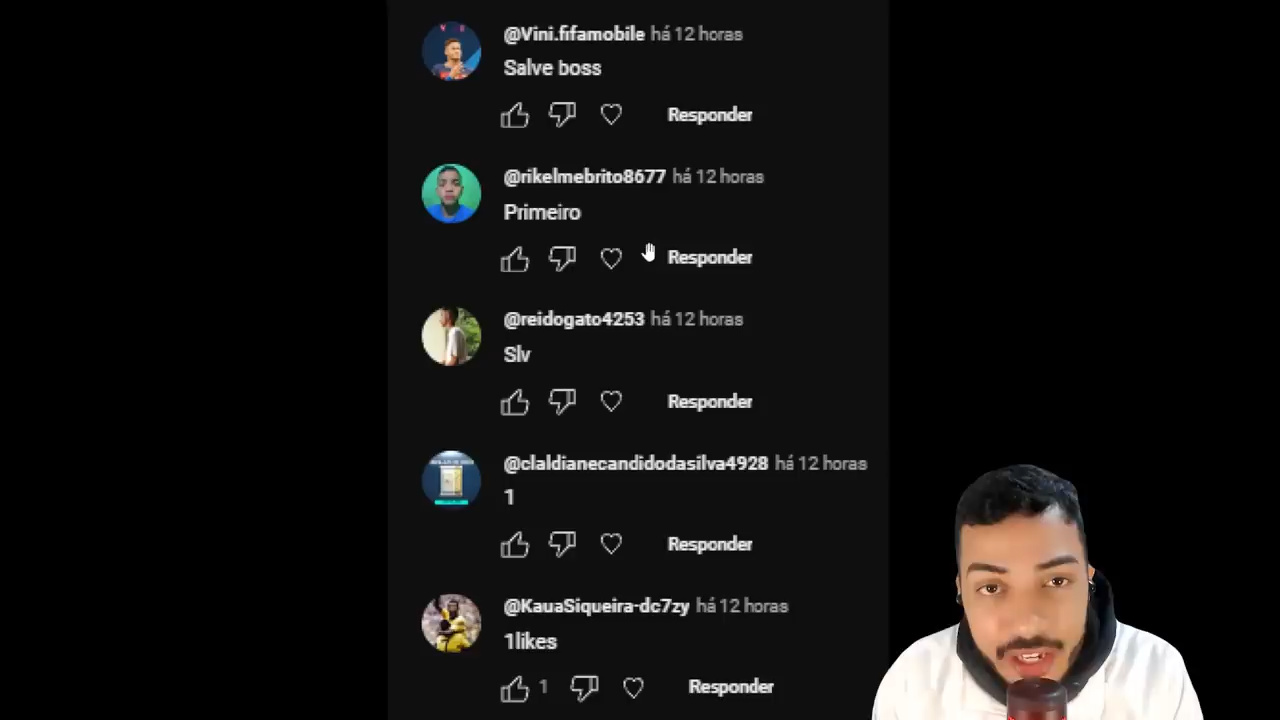 @Vini.fifamobile há 12 horas
Salve boss
Responder
@rikelmebrito8677 há 12 horas
Primeiro
Responder
@reidogato4253 há 12 horas
Slv
Responder
@claldianecandidodasilva4928 há 12 horas
1
Responder
@KauaSiqueira-dc7zy há 12 horas
1likes
1 Responder